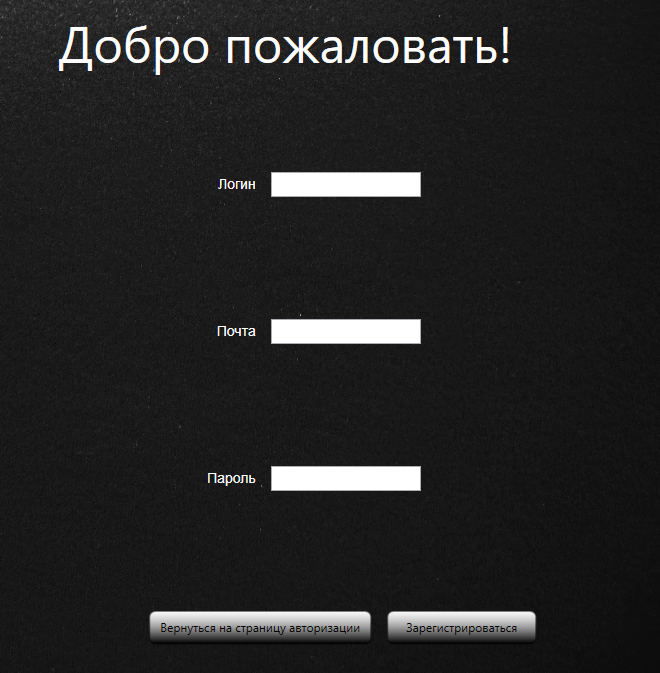 Добро пожаловать!
Логин
Почта
Пароль
Вернуться на страницу авторизации
Зарегистрироваться